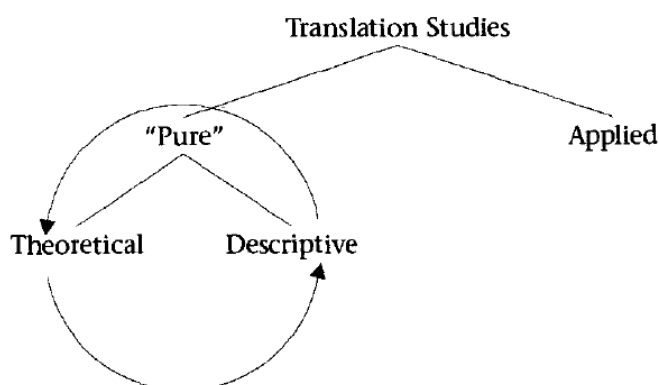 Translation Studies
“Pure”
Applied
Theoretical
Descriptive